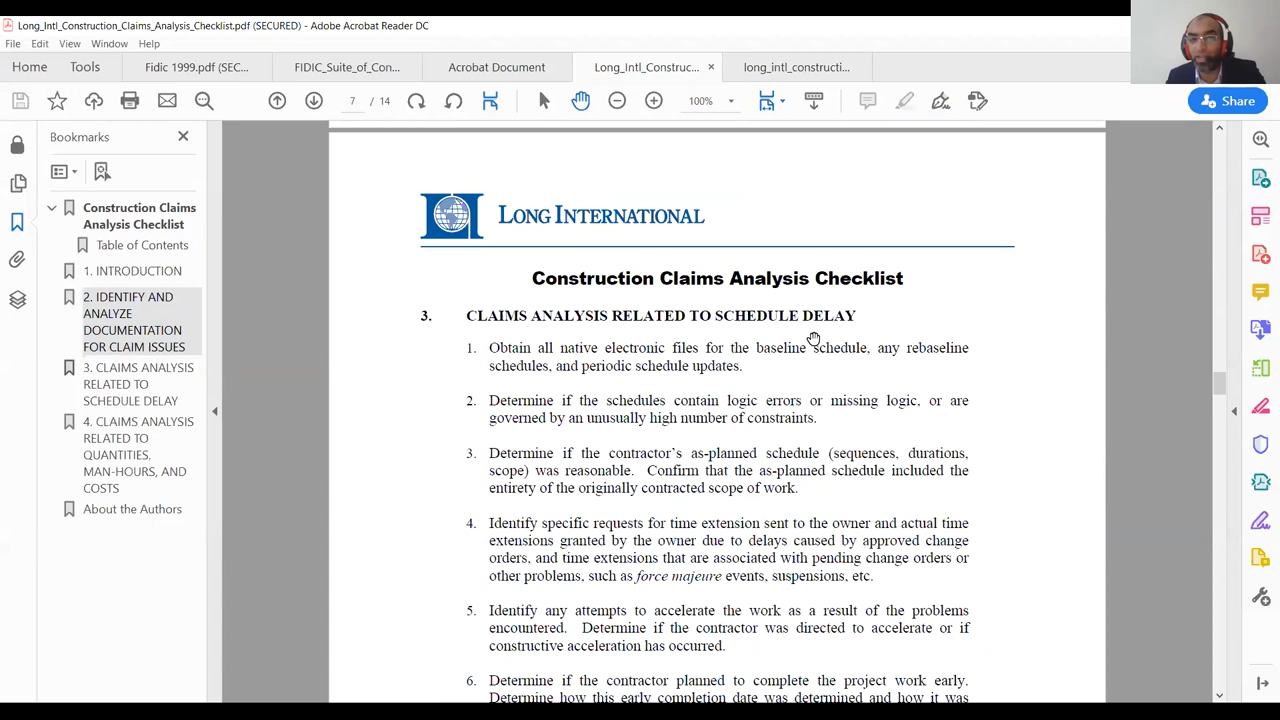 Long_Intl_Construction_Claims_Analysis_Checklist.pdf (SECURED) - Adobe Acrobat Reader DC
File Edit View Window Help
Home Tools Fidic 1999.pdf (SEC... FIDIC_Suite_of_Con... Acrobat Document Long_Intl_Construc... × long_intl_constructi...
7 / 14 100% Share
Bookmarks
Construction Claims
Analysis Checklist
Table of Contents
1. INTRODUCTION
2. IDENTIFY AND
ANALYZE
DOCUMENTATION
FOR CLAIM ISSUES
3. CLAIMS ANALYSIS
RELATED TO
SCHEDULE DELAY
4. CLAIMS ANALYSIS
RELATED TO
QUANTITIES,
MAN-HOURS, AND
COSTS
About the Authors
LONG INTERNATIONAL
Construction Claims Analysis Checklist
3. CLAIMS ANALYSIS RELATED TO SCHEDULE DELAY
1. Obtain all native electronic files for the baseline schedule, any rebaseline
schedules, and periodic schedule updates.
2. Determine if the schedules contain logic errors or missing logic, or are
governed by an unusually high number of constraints.
3. Determine if the contractor's as-planned schedule (sequences, durations,
scope) was reasonable. Confirm that the as-planned schedule included the
entirety of the originally contracted scope of work.
4. Identify specific requests for time extension sent to the owner and actual time
extensions granted by the owner due to delays caused by approved change
orders, and time extensions that are associated with pending change orders or
other problems, such as force majeure events, suspensions, etc.
5. Identify any attempts to accelerate the work as a result of the problems
encountered. Determine if the contractor was directed to accelerate or if
constructive acceleration has occurred.
6. Determine if the contractor planned to complete the project work early.
Determine how this early completion date was determined and how it was